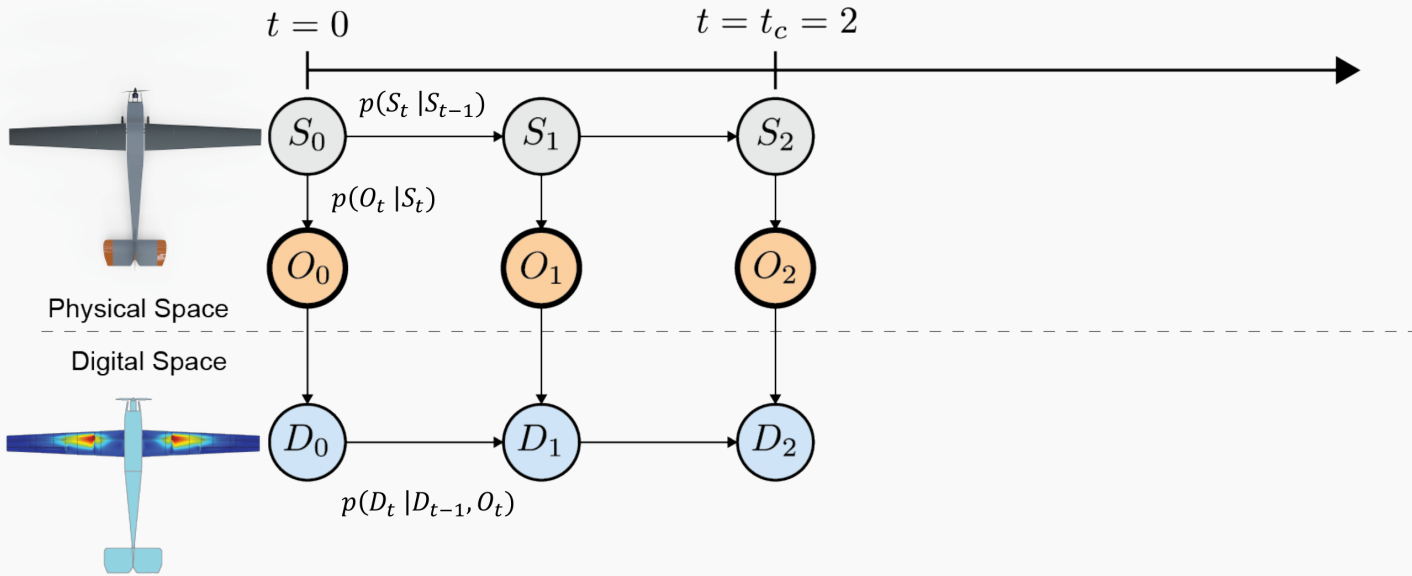 t = 0
t = t_c = 2
p(S_t |S_{t−1})
S_0
S_1
S_2
p(O_t |S_t)
O_0
O_1
O_2
Physical Space
Digital Space
D_0
D_1
D_2
p(D_t |D_{t−1}, O_t)